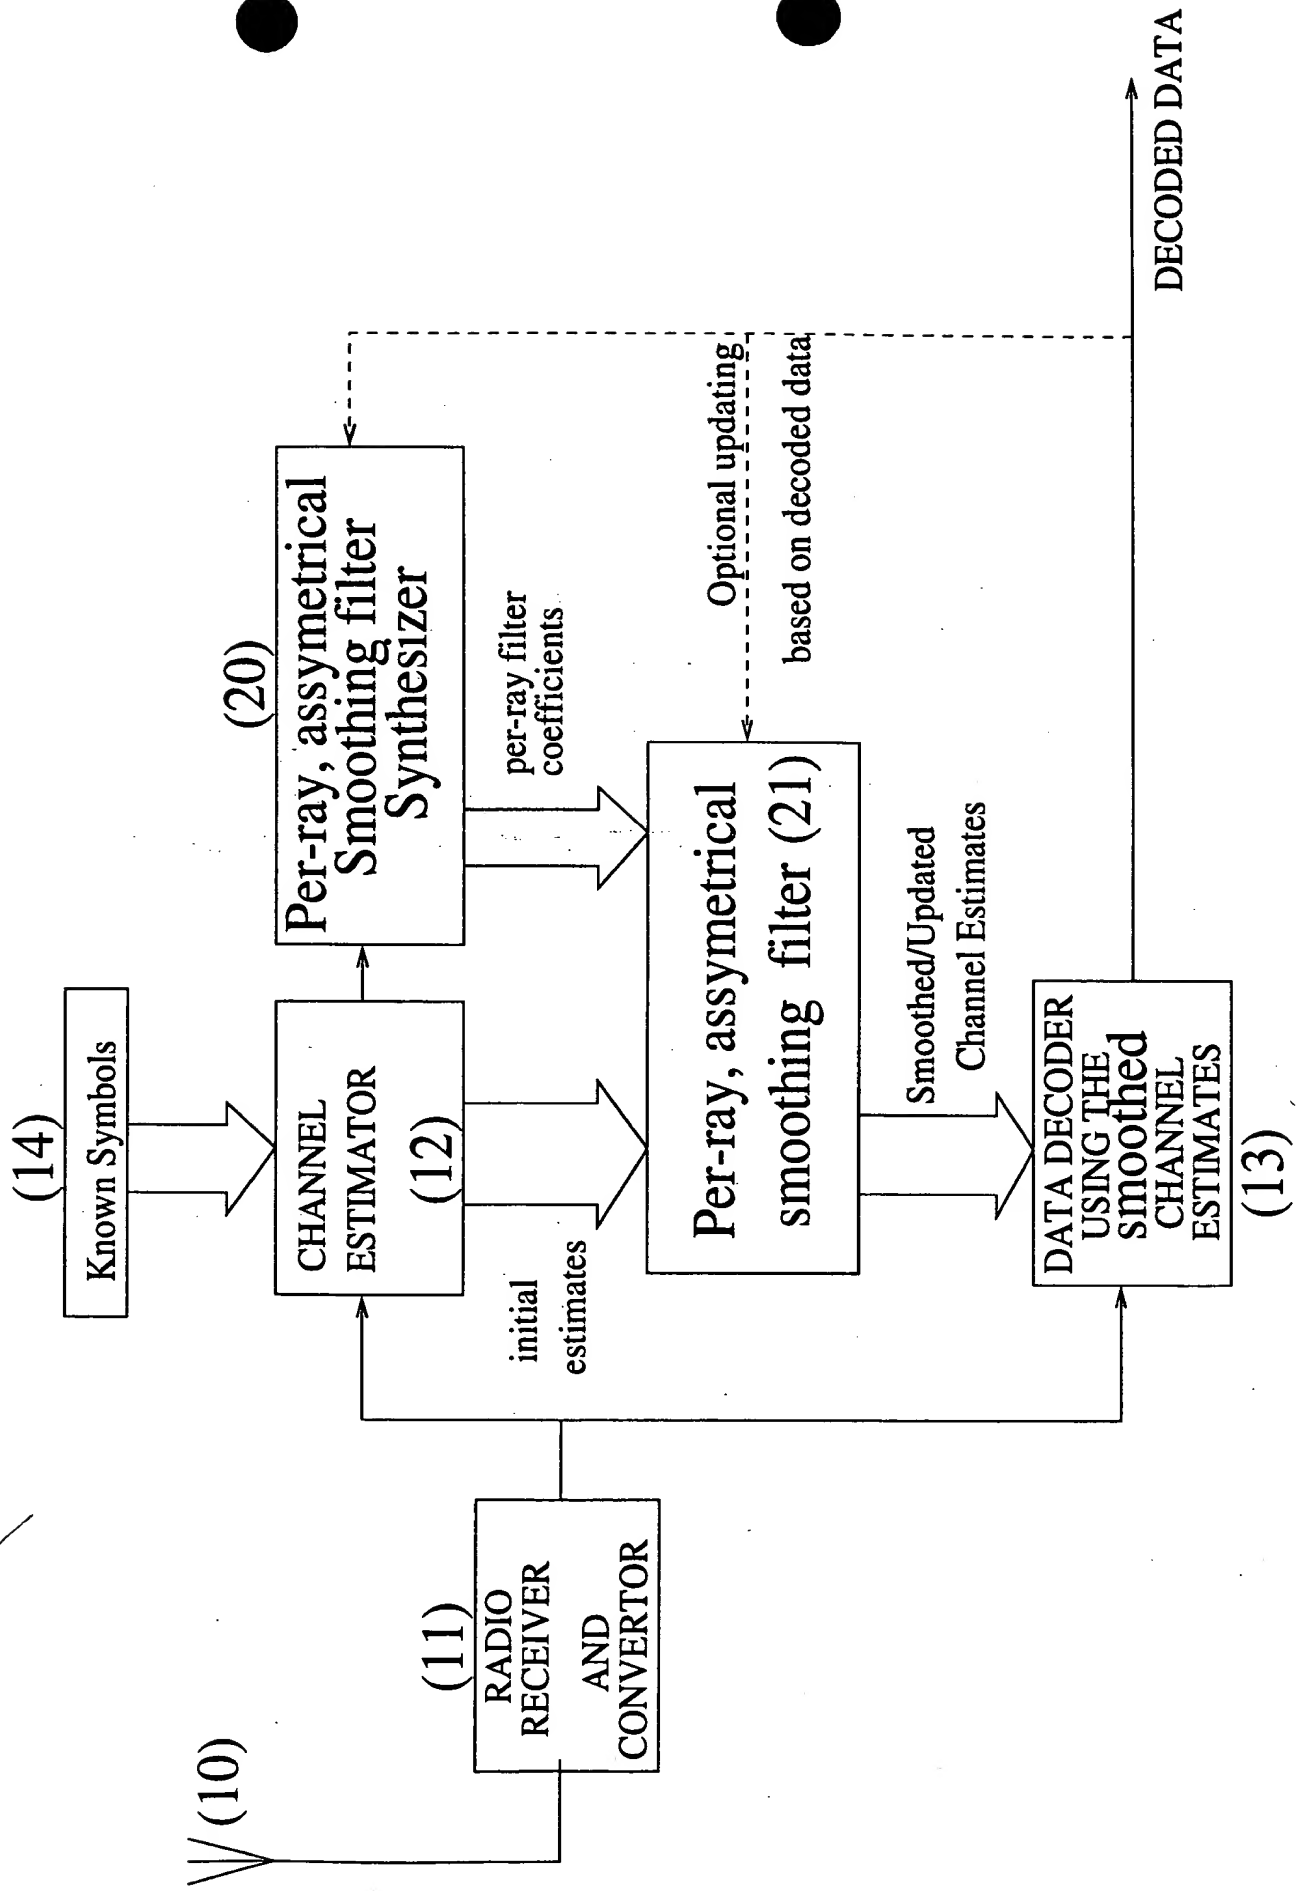 (14)
Known Symbols
CHANNEL
ESTIMATOR
(12)
(20)
Per-ray, assymetrical
Smoothing filter
Synthesizer
(10)
(11)
RADIO
RECEIVER
AND
CONVERTOR
initial
estimates
per-ray filter
coefficients
Per-ray, assymetrical
smoothing filter (21)
Optional updating
based on decoded data
Smoothed/Updated
Channel Estimates
DATA DECODER
USING THE
smoothed
CHANNEL
ESTIMATES
(13)
DECODED DATA